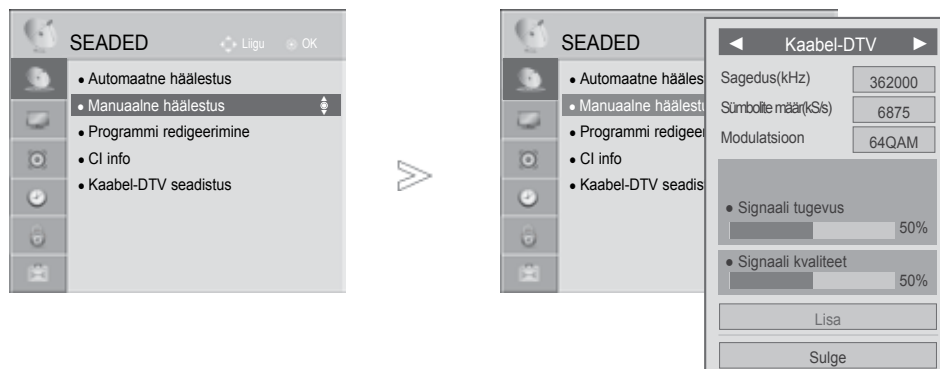 SEADED
Liigu
OK
• Automaatne häälestus
• Manuaalne häälestus
• Programmi redigeerimine
• CI info
• Kaabel-DTV seadistus
SEADED
• Automaatne hääles
• Manuaalne häälestu
• Programmi redigeer
• CI info
• Kaabel-DTV seadis
◄ Kaabel-DTV ►
Sagedus(kHz) 362000
Sümbolite määr(kS/s) 6875
Modulatsioon 64QAM
• Signaali tugevus
50%
• Signaali kvaliteet
50%
Lisa
Sulge